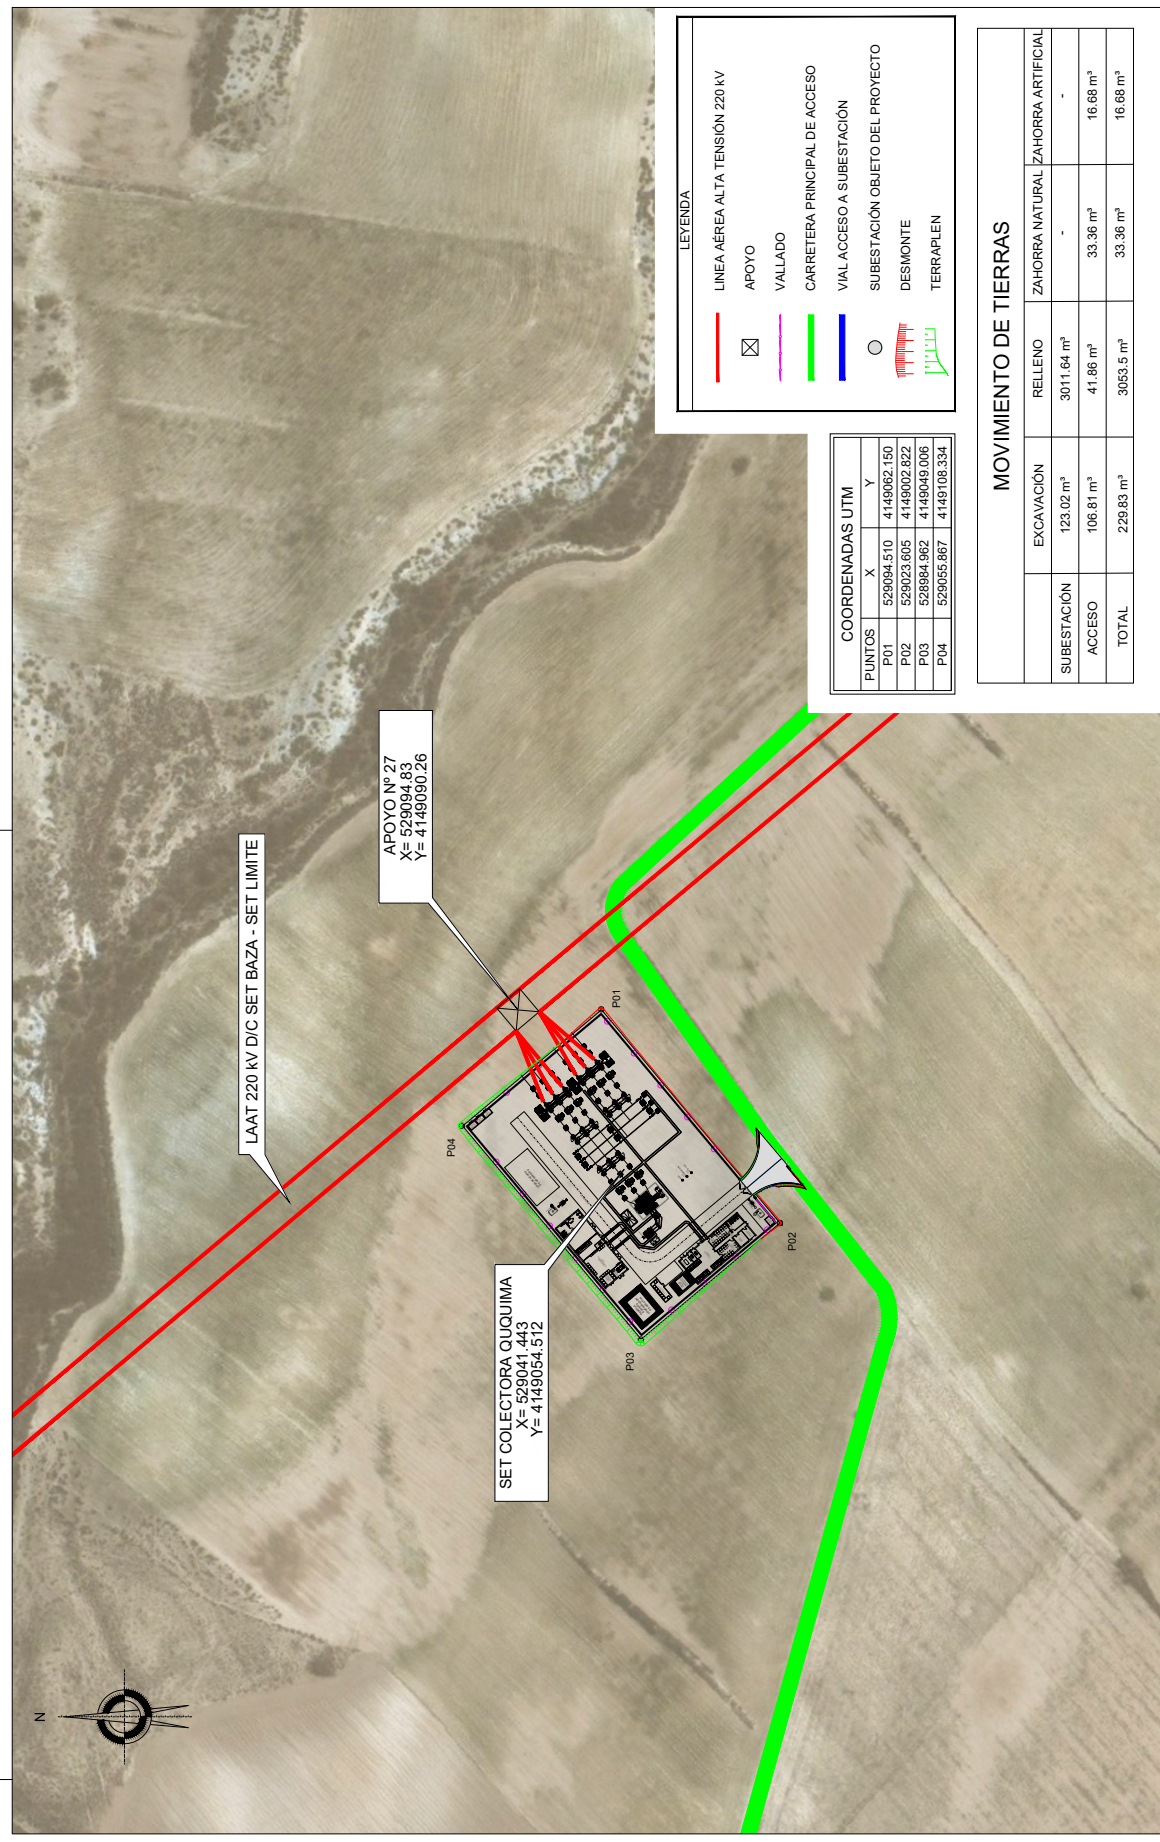 N
LAAT 220 kV D/C SET BAZA - SET LIMITE
APOYO Nº 27
X= 529094.83
Y= 4149090.26
SET COLECTORA QUQUIMA
X= 529041.443
Y= 4149054.512
P01
P02
P03
P04
LEYENDA
LINEA AÉREA ALTA TENSIÓN 220 kV
APOYO
VALLADO
CARRETERA PRINCIPAL DE ACCESO
VIAL ACCESO A SUBESTACIÓN
SUBESTACIÓN OBJETO DEL PROYECTO
DESMONTE
TERRAPLEN
COORDENADAS UTM
PUNTOS X Y
P01 529094.510 4149062.150
P02 529023.605 4149002.822
P03 528984.962 4149049.006
P04 529055.867 4149108.334
MOVIMIENTO DE TIERRAS
EXCAVACIÓN RELLENO ZAHORRA NATURAL ZAHORRA ARTIFICIAL
SUBESTACIÓN 123.02 m³ 3011.64 m³ - -
ACCESO 106.81 m³ 41.86 m³ 33.36 m³ 16.68 m³
TOTAL 229.83 m³ 3053.5 m³ 33.36 m³ 16.68 m³